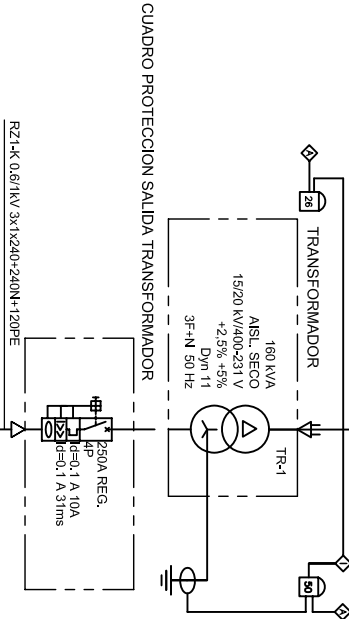 CUADRO PROTECCION SALIDA TRANSFORMADOR
TRANSFORMADOR
160 kVA
AISL. SECO
15/20 kV/400-231 V
+2,5% +5%
Dyn 11
3F+N 50 Hz
TR-1
26
A
50
I
A
250A REG.
4P
Id=0.1 A 10A
Id=0.1 A 31ms
RZ1-K 0.6/1kV 3x1x240+240N+120PE